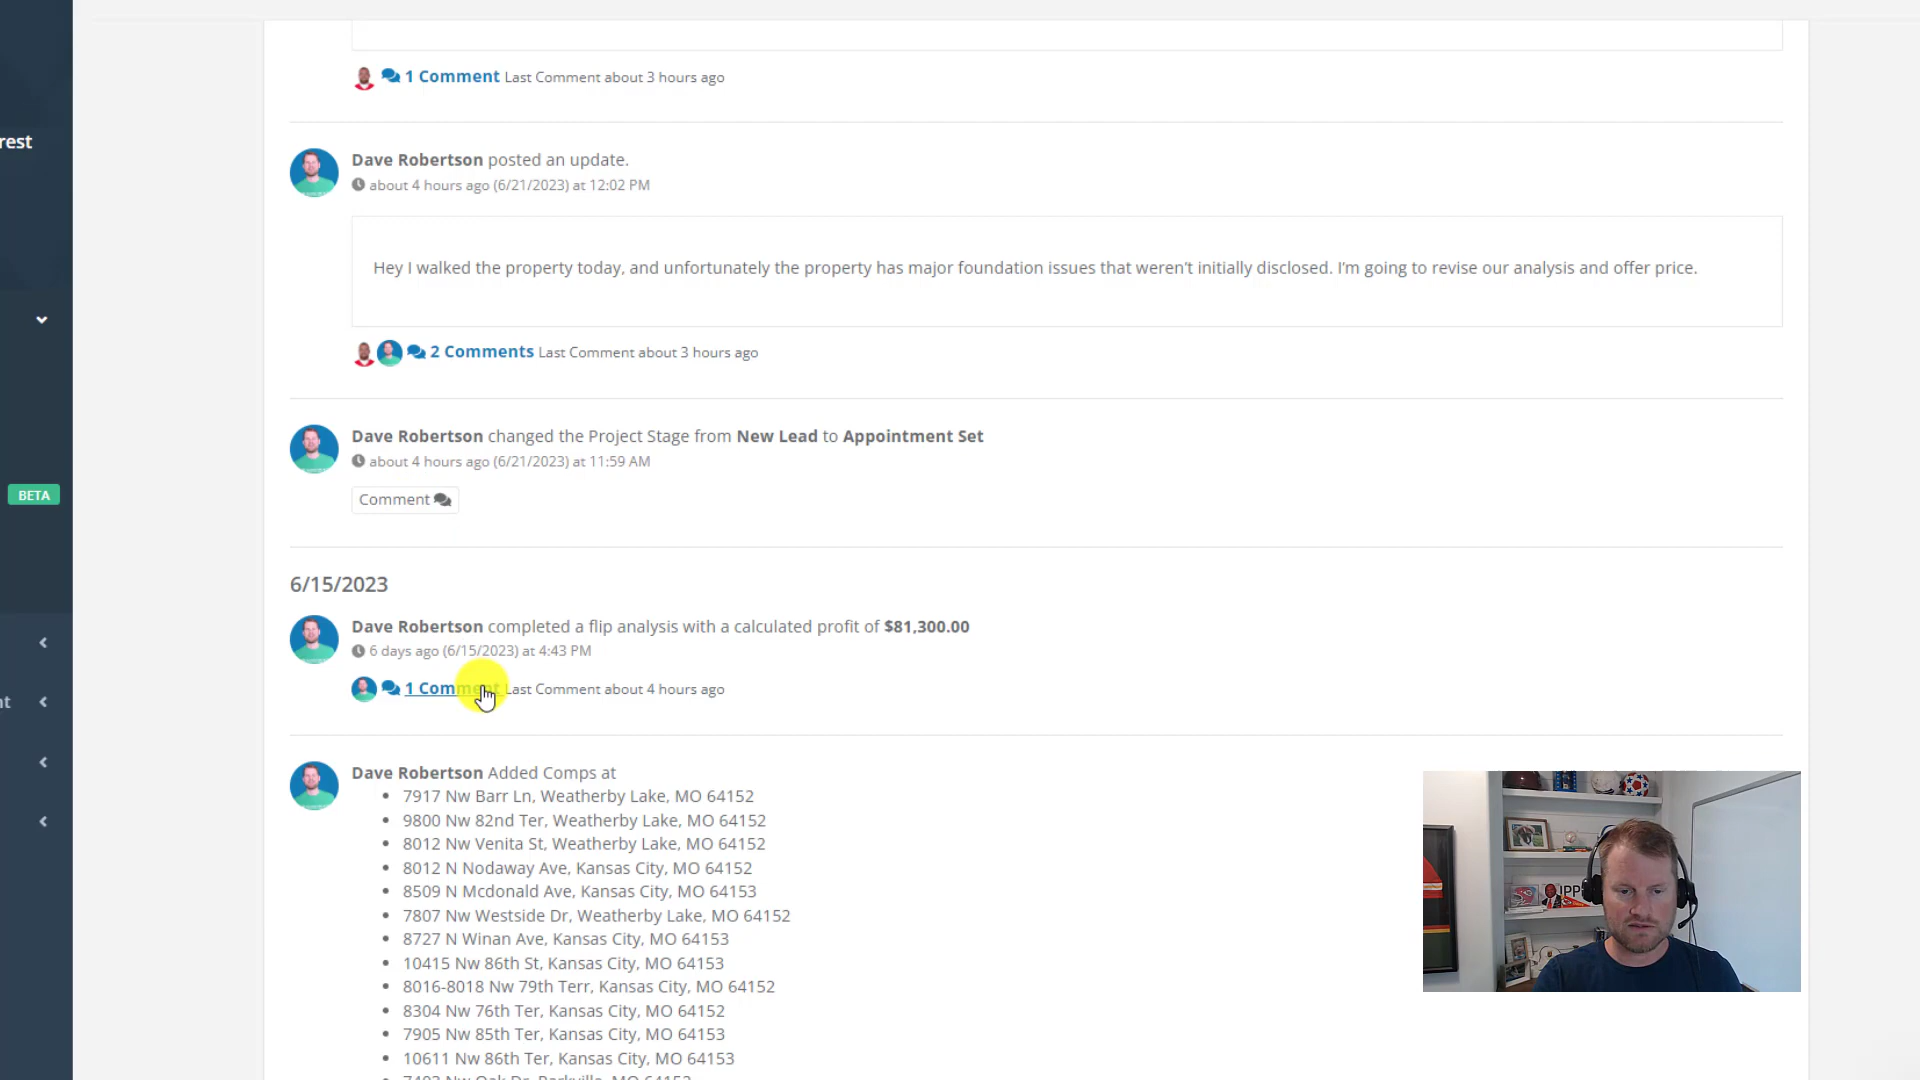 1 Comment Last Comment about 3 hours ago
rest
Dave Robertson posted an update.
about 4 hours ago (6/21/2023) at 12:02 PM
Hey I walked the property today, and unfortunately the property has major foundation issues that weren't initially disclosed. I'm going to revise our analysis and offer price.
2 Comments Last Comment about 3 hours ago
Dave Robertson changed the Project Stage from New Lead to Appointment Set
about 4 hours ago (6/21/2023) at 11:59 AM
BETA
Comment
6/15/2023
Dave Robertson completed a flip analysis with a calculated profit of $81,300.00
6 days ago (6/15/2023) at 4:43 PM
1 Comment Last Comment about 4 hours ago
nt
Dave Robertson Added Comps at
7917 Nw Barr Ln, Weatherby Lake, MO 64152
9800 Nw 82nd Ter, Weatherby Lake, MO 64152
8012 Nw Venita St, Weatherby Lake, MO 64152
8012 N Nodaway Ave, Kansas City, MO 64152
8509 N Mcdonald Ave, Kansas City, MO 64153
7807 Nw Westside Dr, Weatherby Lake, MO 64152
8727 N Winan Ave, Kansas City, MO 64153
10415 Nw 86th St, Kansas City, MO 64153
8016-8018 Nw 79th Terr, Kansas City, MO 64152
8304 Nw 76th Ter, Kansas City, MO 64152
7905 Nw 85th Ter, Kansas City, MO 64153
10611 Nw 86th Ter, Kansas City, MO 64153
7403 Nw Oak Dr, Parkville, MO 64152